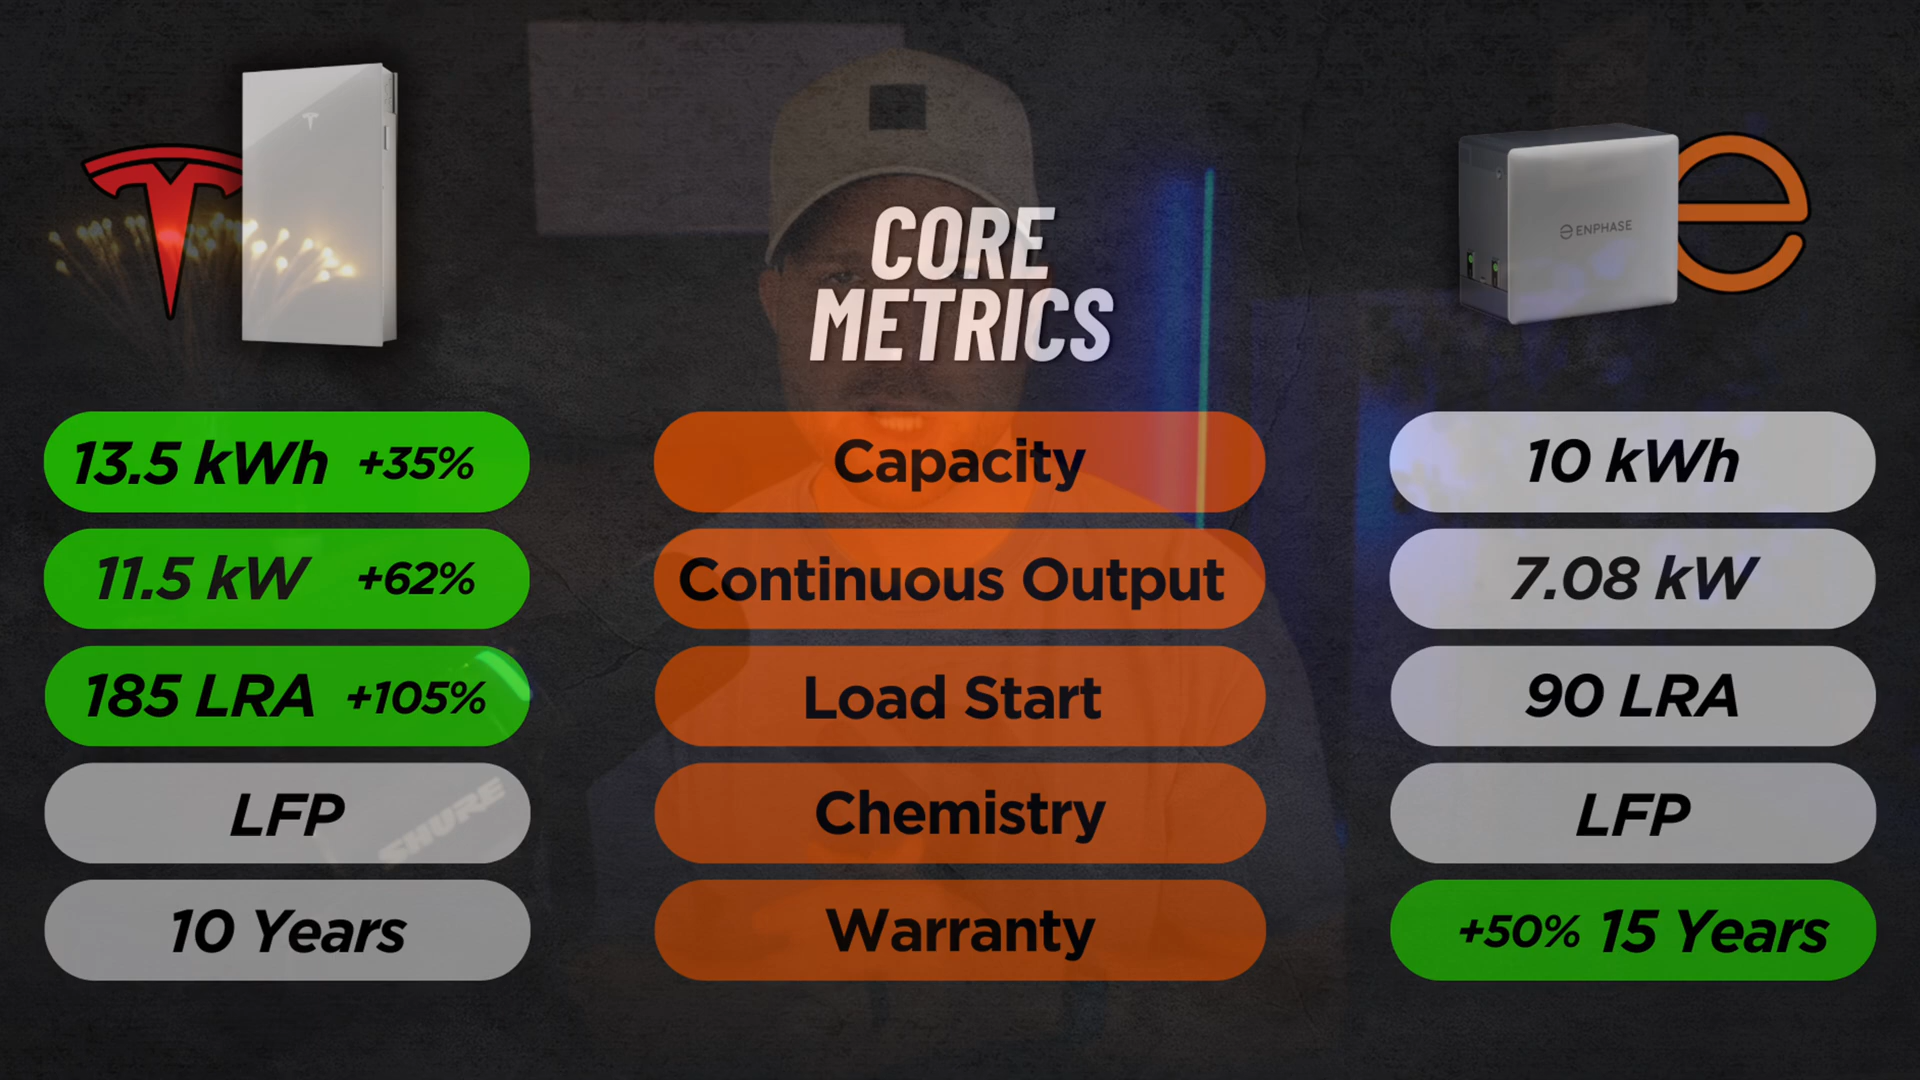 ENPHASE
CORE
METRICS
13.5 kWh +35%
Capacity
10 kWh
11.5 kW +62%
Continuous Output
7.08 kW
185 LRA +105%
Load Start
90 LRA
LFP
Chemistry
LFP
SHURE
10 Years
Warranty
+50% 15 Years